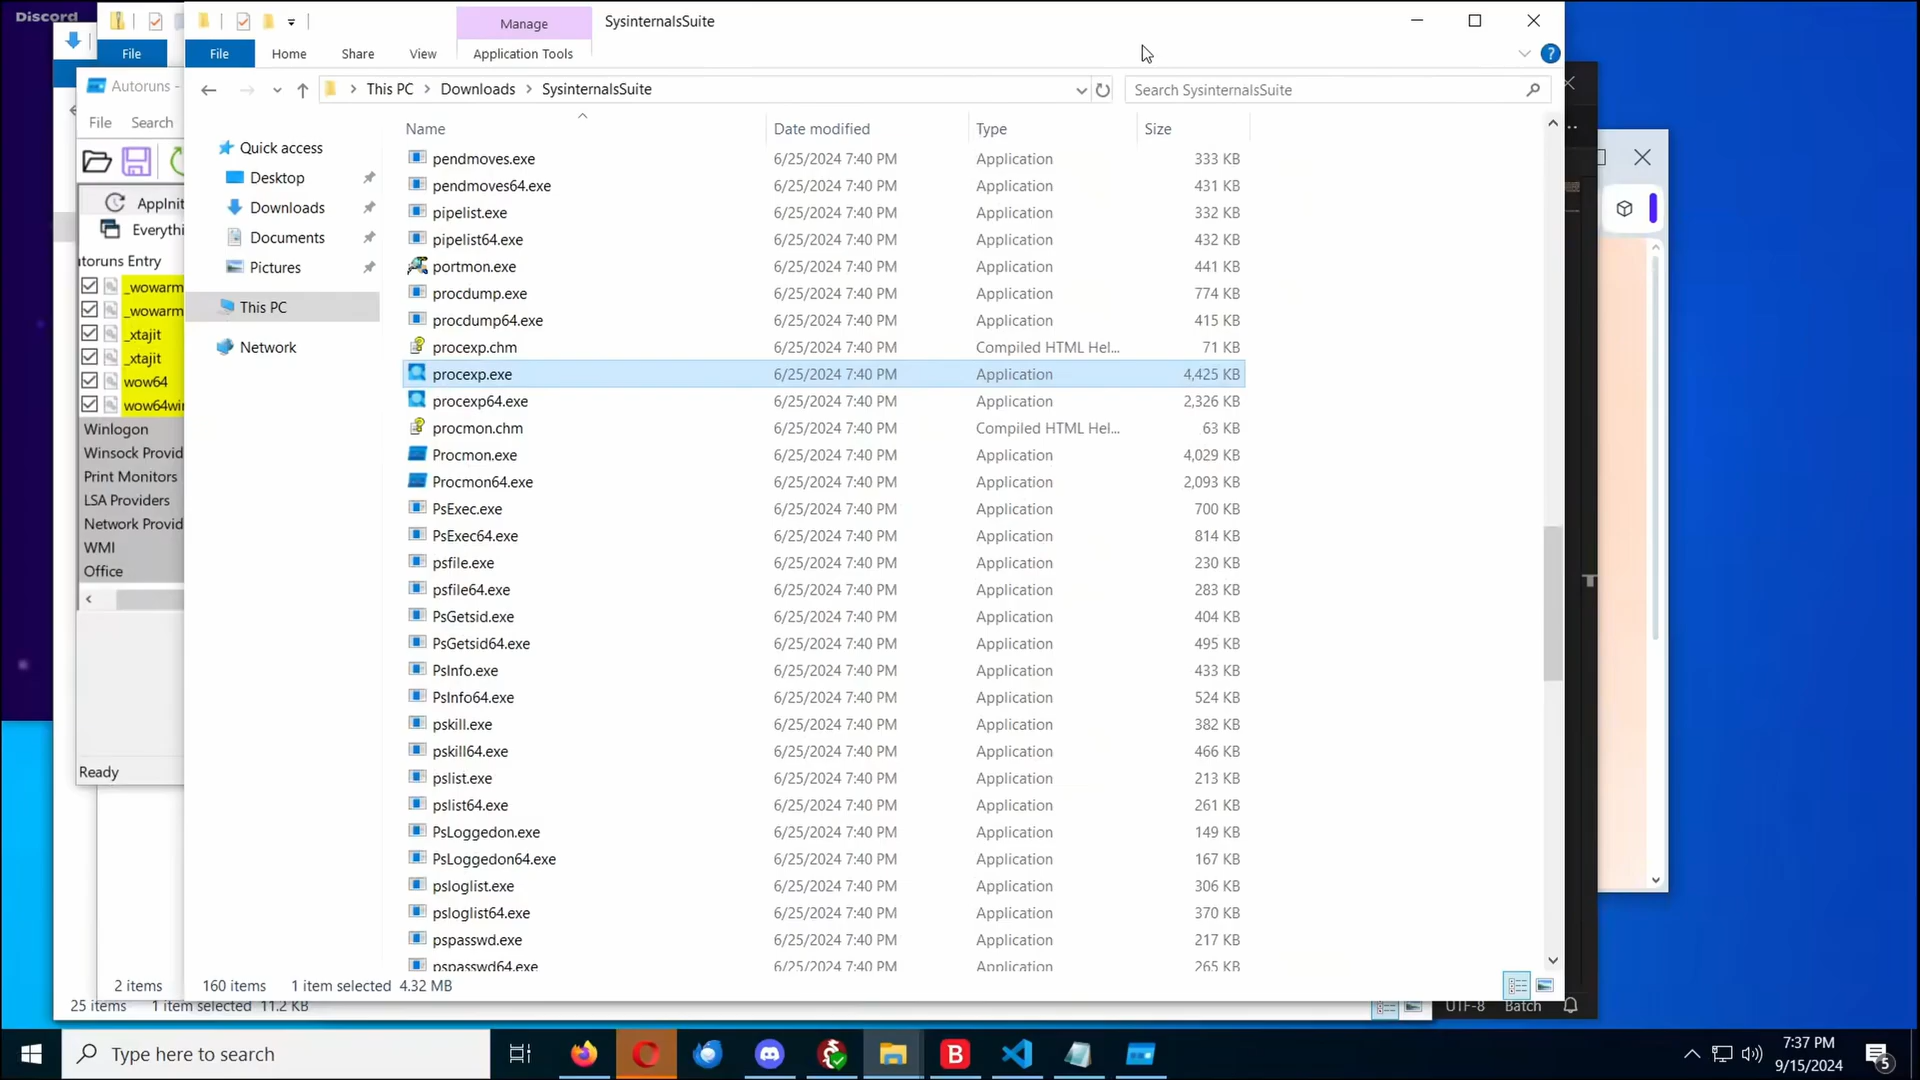 Discord
File
Manage
SysinternalsSuite
File
Home
Share
View
Application Tools
This PC
Downloads
SysinternalsSuite
Search SysinternalsSuite
Autoruns -
File
Search
AppInit
Everythi
utoruns Entry
_wowarm
_wowarm
_xtajit
_xtajit
wow64
wow64wi
Winlogon
Winsock Provid
Print Monitors
LSA Providers
Network Provid
WMI
Office
Ready
Quick access
Desktop
Downloads
Documents
Pictures
This PC
Network
Name Date modified Type Size
pendmoves.exe 6/25/2024 7:40 PM Application 333 KB
pendmoves64.exe 6/25/2024 7:40 PM Application 431 KB
pipelist.exe 6/25/2024 7:40 PM Application 332 KB
pipelist64.exe 6/25/2024 7:40 PM Application 432 KB
portmon.exe 6/25/2024 7:40 PM Application 441 KB
procdump.exe 6/25/2024 7:40 PM Application 774 KB
procdump64.exe 6/25/2024 7:40 PM Application 415 KB
procexp.chm 6/25/2024 7:40 PM Compiled HTML Hel... 71 KB
procexp.exe 6/25/2024 7:40 PM Application 4,425 KB
procexp64.exe 6/25/2024 7:40 PM Application 2,326 KB
procmon.chm 6/25/2024 7:40 PM Compiled HTML Hel... 63 KB
Procmon.exe 6/25/2024 7:40 PM Application 4,029 KB
Procmon64.exe 6/25/2024 7:40 PM Application 2,093 KB
PsExec.exe 6/25/2024 7:40 PM Application 700 KB
PsExec64.exe 6/25/2024 7:40 PM Application 814 KB
psfile.exe 6/25/2024 7:40 PM Application 230 KB
psfile64.exe 6/25/2024 7:40 PM Application 283 KB
PsGetsid.exe 6/25/2024 7:40 PM Application 404 KB
PsGetsid64.exe 6/25/2024 7:40 PM Application 495 KB
PsInfo.exe 6/25/2024 7:40 PM Application 433 KB
PsInfo64.exe 6/25/2024 7:40 PM Application 524 KB
pskill.exe 6/25/2024 7:40 PM Application 382 KB
pskill64.exe 6/25/2024 7:40 PM Application 466 KB
pslist.exe 6/25/2024 7:40 PM Application 213 KB
pslist64.exe 6/25/2024 7:40 PM Application 261 KB
PsLoggedon.exe 6/25/2024 7:40 PM Application 149 KB
PsLoggedon64.exe 6/25/2024 7:40 PM Application 167 KB
psloglist.exe 6/25/2024 7:40 PM Application 306 KB
psloglist64.exe 6/25/2024 7:40 PM Application 370 KB
pspasswd.exe 6/25/2024 7:40 PM Application 217 KB
pspasswd64.exe 6/25/2024 7:40 PM Application 265 KB
2 items
160 items 1 item selected 4.32 MB
25 items 1 item selected 11.2 KB
UTF-8 Batch
Type here to search
7:37 PM
9/15/2024
5